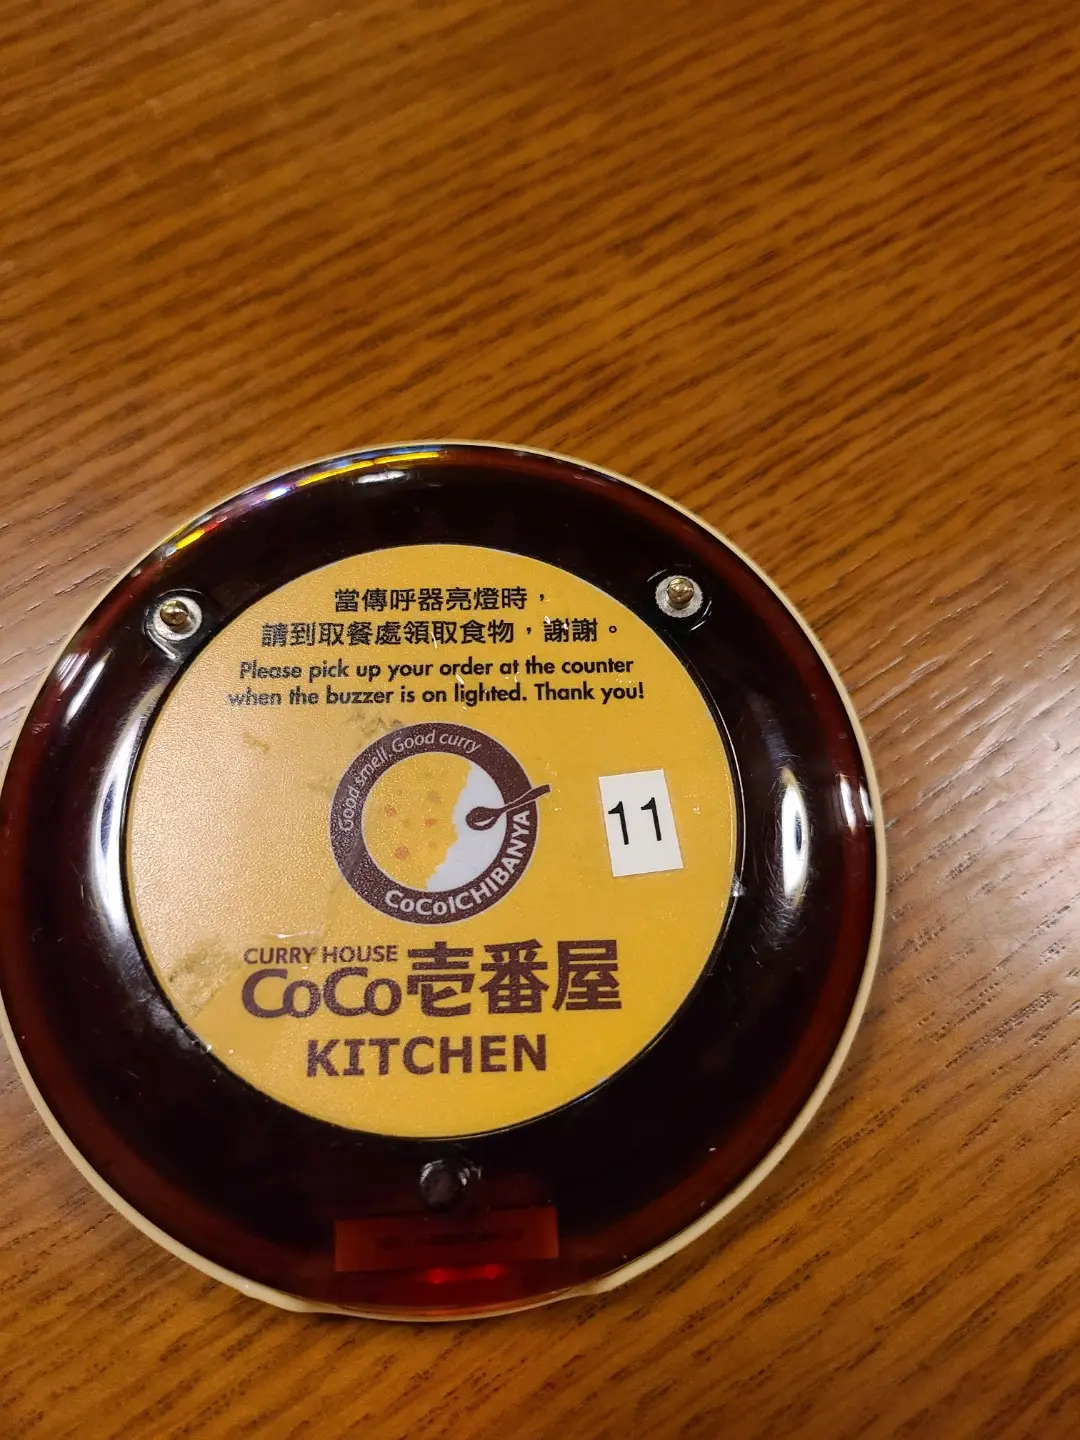 當傳呼器亮燈時，
請到取餐處領取食物，謝謝。
Please pick up your order at the counter
when the buzzer is on lighted. Thank you!
Good smell, Good curry
CoCoICHIBANYA
11
CURRY HOUSE
CoCo壱番屋
KITCHEN